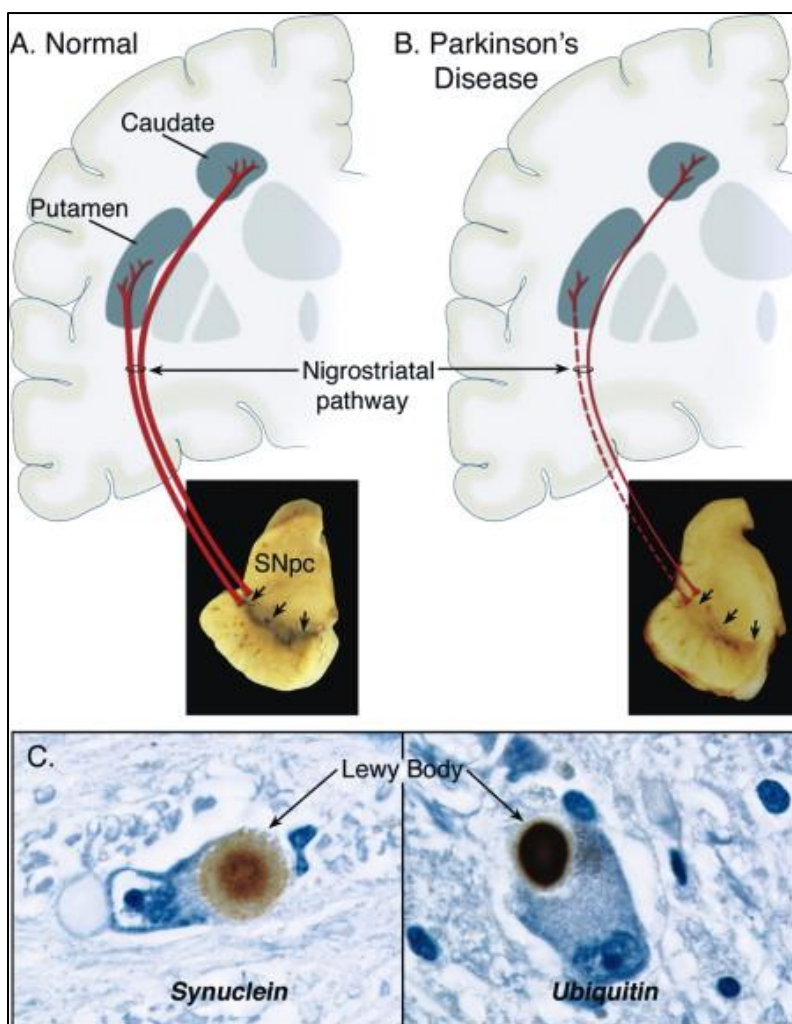 A. Normal
B. Parkinson's
Disease
Caudate
Putamen
Nigrostriatal
pathway
SNpc
C.
Lewy Body
Synuclein
Ubiquitin